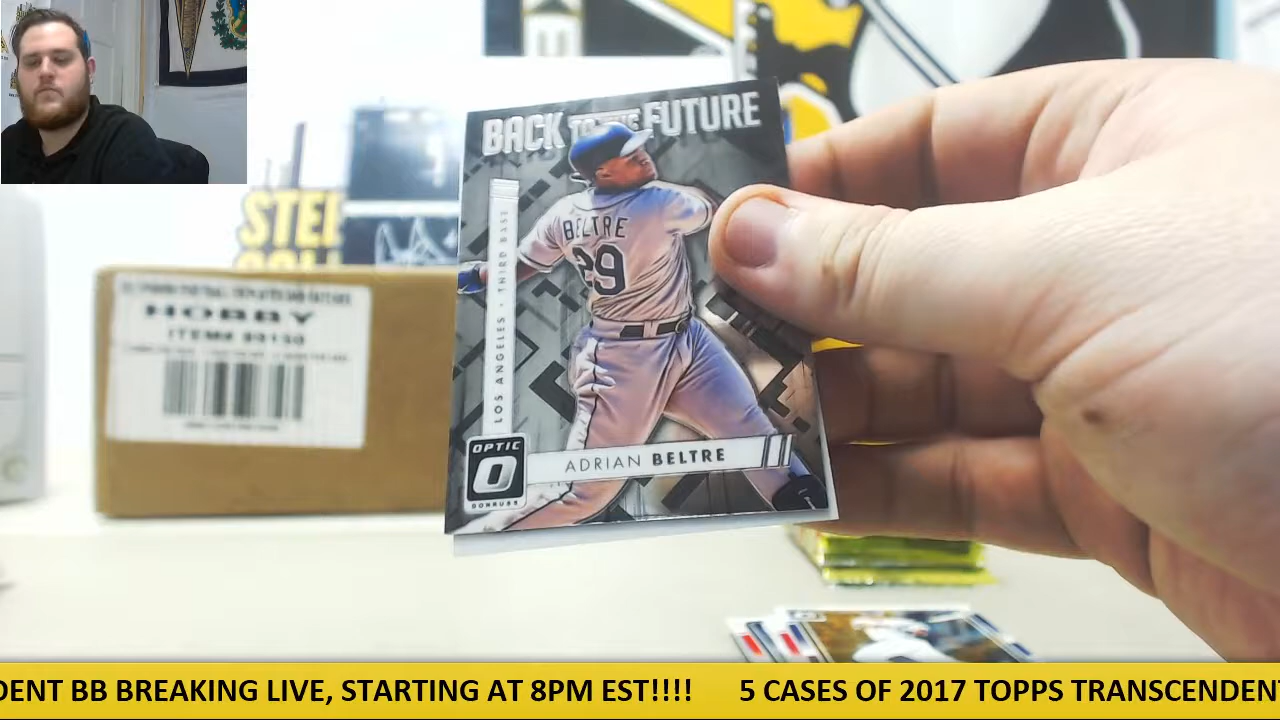 BACK TO THE FUTURE
BELTRE
29
LOS ANGELES · THIRD BASE
OPTIC
O
DONRUSS
ADRIAN BELTRE
HOBBY
DENT BB BREAKING LIVE, STARTING AT 8PM EST!!!! 5 CASES OF 2017 TOPPS TRANSCENDENT